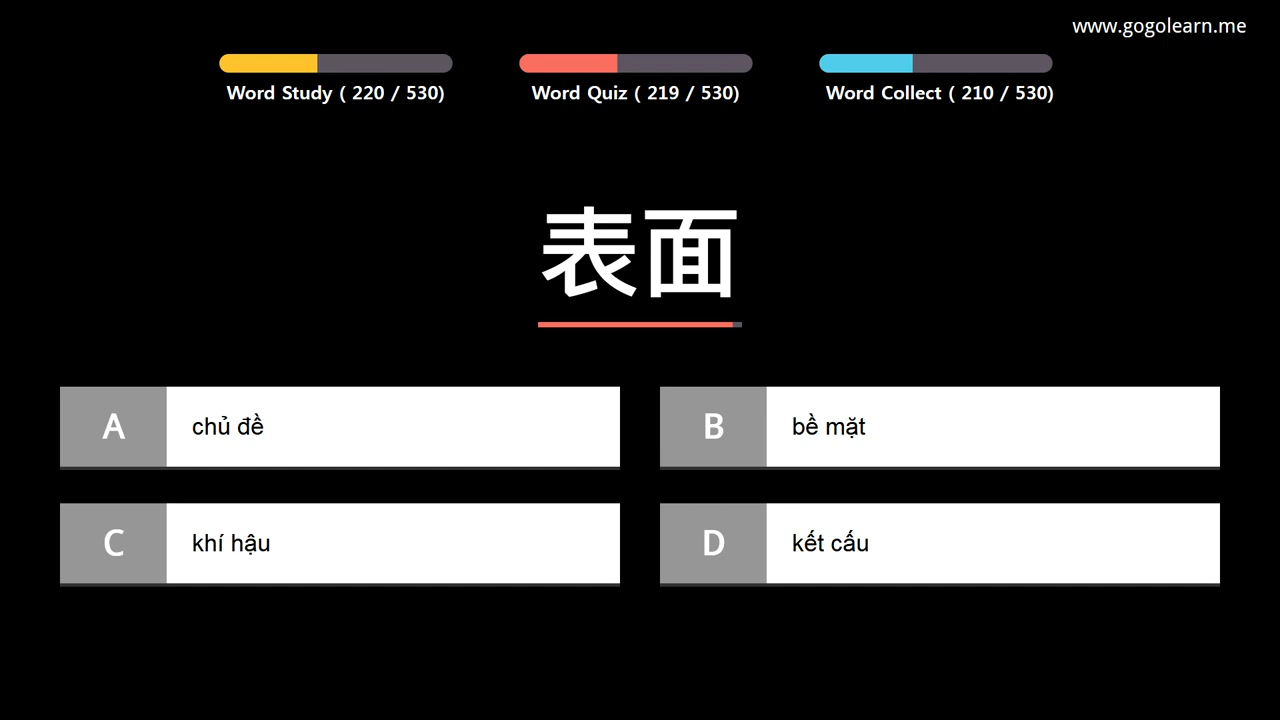 www.gogolearn.me
Word Study ( 220 / 530)
Word Quiz ( 219 / 530)
Word Collect ( 210 / 530)
表面
A
chủ đề
B
bề mặt
C
khí hậu
D
kết cấu